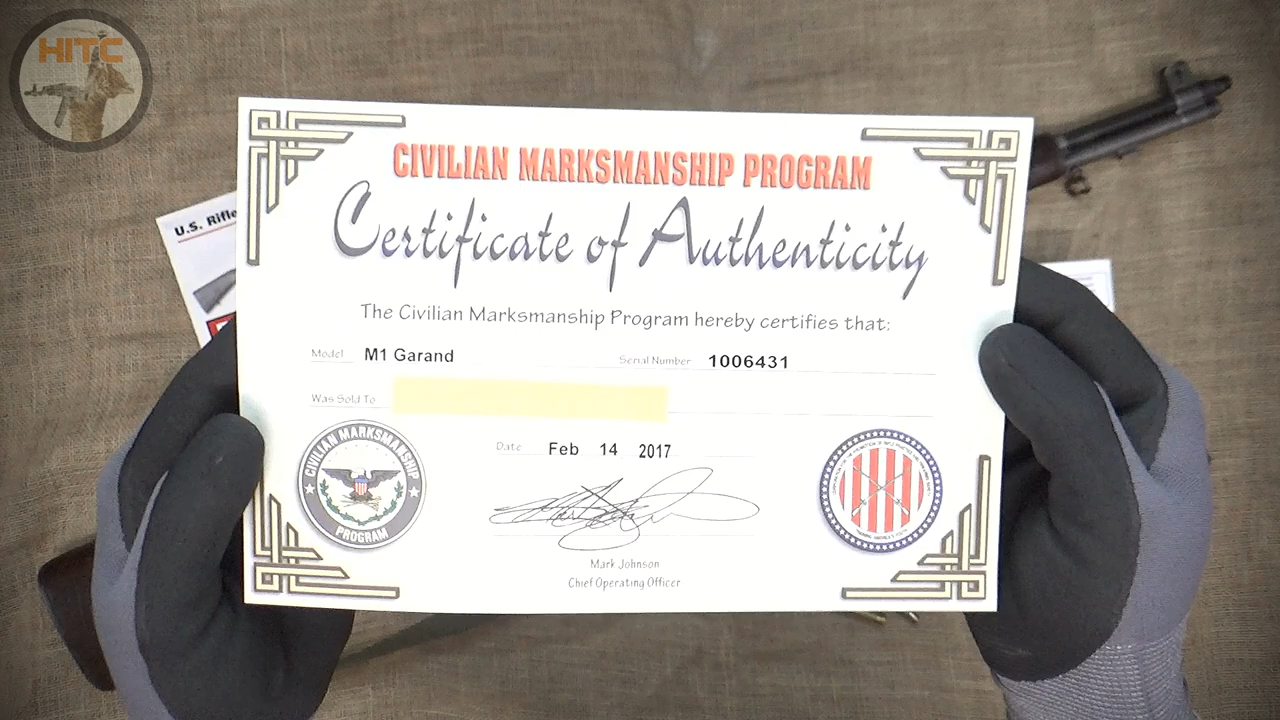 HITC
U.S. Rifle
CIVILIAN MARKSMANSHIP PROGRAM
Certificate of Authenticity
The Civilian Marksmanship Program hereby certifies that:
Model M1 Garand Serial Number 1006431
Was Sold To
Date Feb 14 2017
CIVILIAN MARKSMANSHIP
PROGRAM
Mark Johnson
Chief Operating Officer